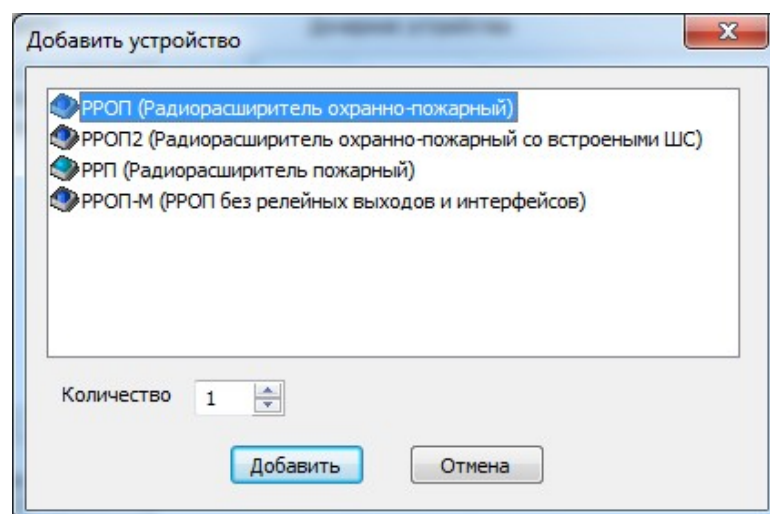 Добавить устройство
РРОП (Радиорасширитель охранно-пожарный)
РРОП2 (Радиорасширитель охранно-пожарный со встроеными ШС)
РРП (Радиорасширитель пожарный)
РРОП-М (РРОП без релейных выходов и интерфейсов)
Количество 1
Добавить Отмена